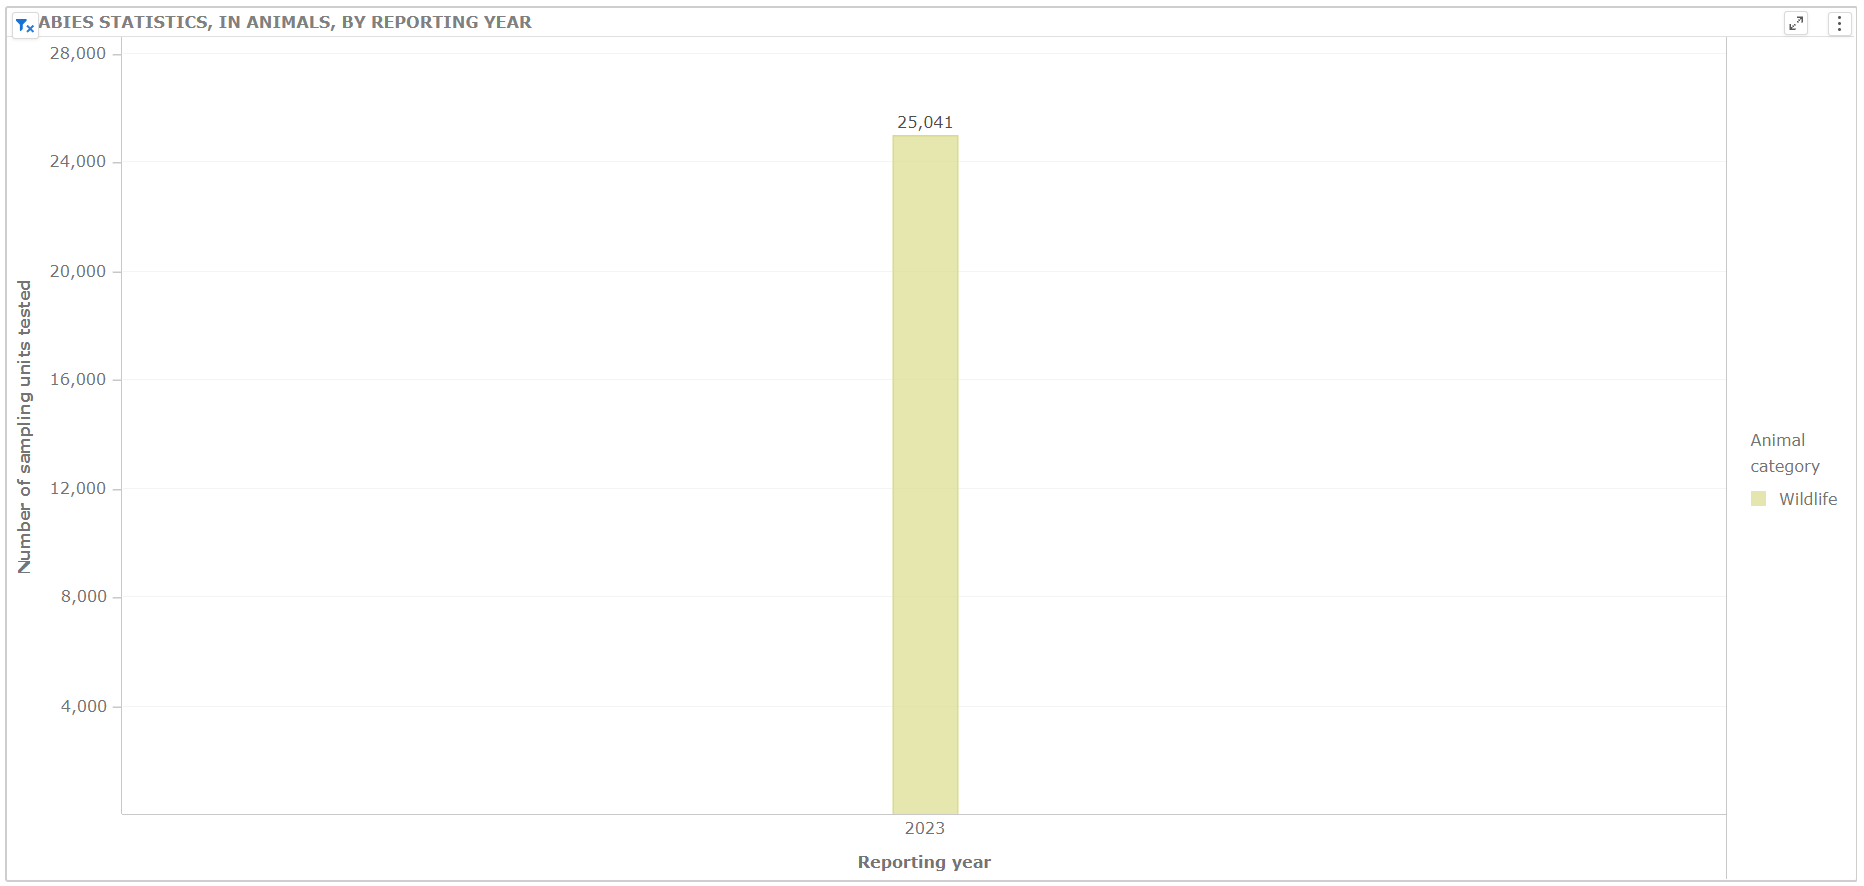 ABIES STATISTICS, IN ANIMALS, BY REPORTING YEAR
28,000
24,000
20,000
16,000
12,000
8,000
4,000
Number of sampling units tested
25,041
2023
Reporting year
Animal
category
Wildlife